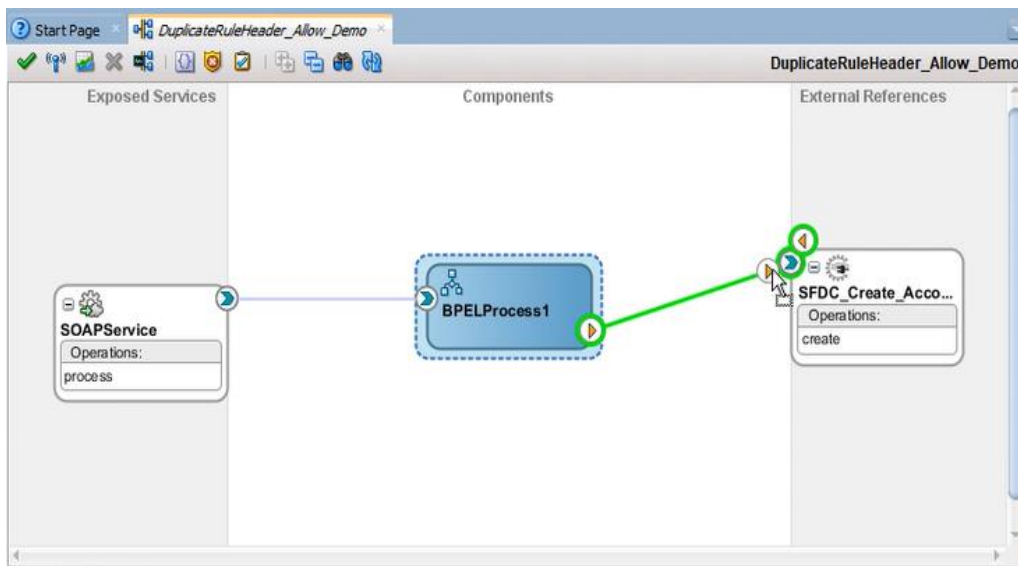 Start Page
DuplicateRuleHeader_Allow_Demo
DuplicateRuleHeader_Allow_Demo
Exposed Services
Components
External References
SOAPService
Operations:
process
BPELProcess1
SFDC_Create_Acco...
Operations:
create